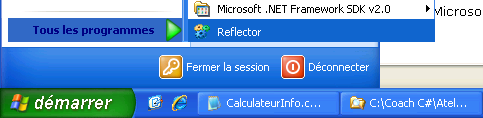 Microsoft .NET Framework SDK v2.0
Microso
Tous les programmes
Reflector
Fermer la session
Déconnecter
démarrer
CalculateurInfo.c...
C:\Coach C#\Atel...